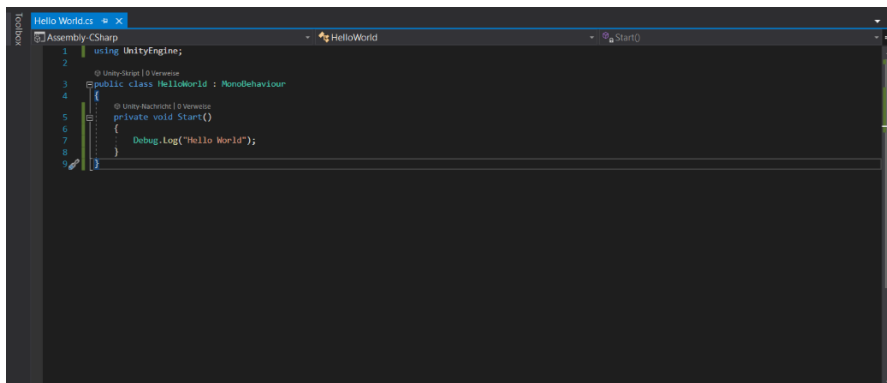 Toolbox
Hello World.cs
Assembly-CSharp
HelloWorld
Start()
1 using UnityEngine;
2
Unity-Skript | 0 Verweise
3 public class HelloWorld : MonoBehaviour
4 {
Unity-Nachricht | 0 Verweise
5 private void Start()
6 {
7 Debug.Log("Hello World");
8 }
9 }